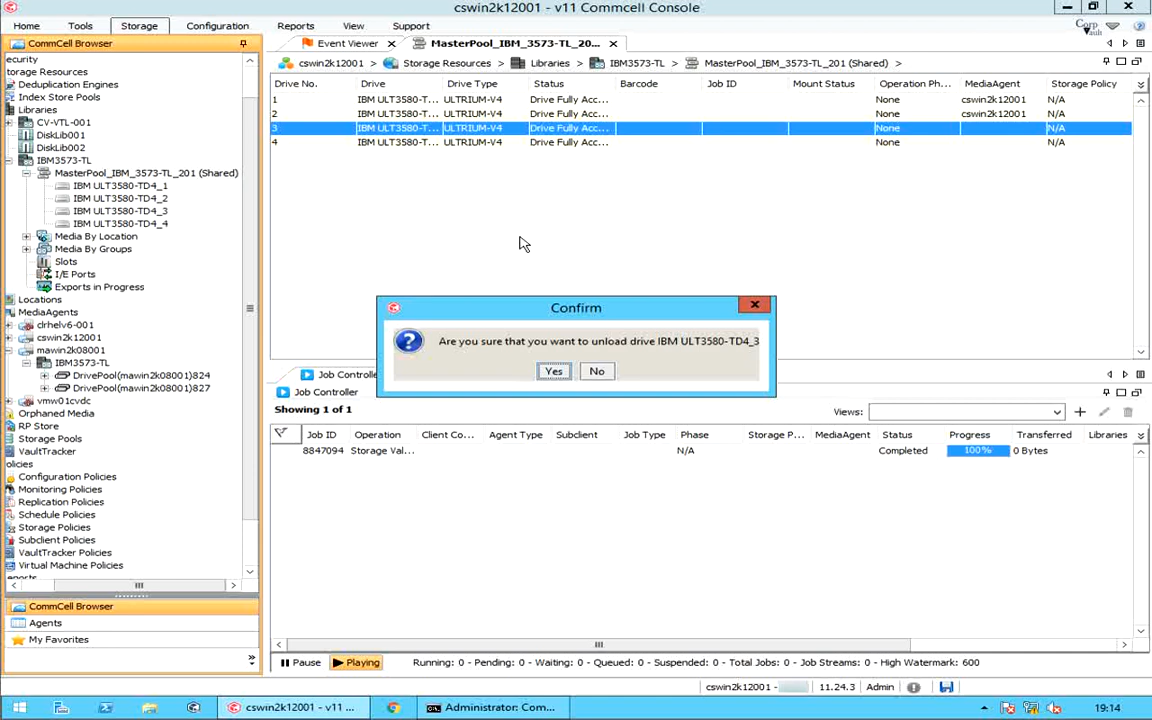 cswin2k12001 - v11 Commcell Console
Home Tools Storage Configuration Reports View Support
Corp Vault
CommCell Browser
Event Viewer MasterPool_IBM_3573-TL_20...
cswin2k12001 > Storage Resources > Libraries > IBM3573-TL > MasterPool_IBM_3573-TL_201 (Shared) >
ecurity
torage Resources
Deduplication Engines
Index Store Pools
Libraries
CV-VTL-001
DiskLib001
DiskLib002
IBM3573-TL
MasterPool_IBM_3573-TL_201 (Shared)
IBM ULT3580-TD4_1
IBM ULT3580-TD4_2
IBM ULT3580-TD4_3
IBM ULT3580-TD4_4
Media By Location
Media By Groups
Slots
I/E Ports
Exports in Progress
Locations
MediaAgents
clrhelv6-001
cswin2k12001
mawin2k08001
IBM3573-TL
DrivePool(mawin2k08001)824
DrivePool(mawin2k08001)827
vmw01cvdc
Orphaned Media
RP Store
Storage Pools
VaultTracker
olicies
Configuration Policies
Monitoring Policies
Replication Policies
Schedule Policies
Storage Policies
Subclient Policies
VaultTracker Policies
Virtual Machine Policies
eports
CommCell Browser
Agents
My Favorites
Drive No. Drive Drive Type Status Barcode Job ID Mount Status Operation Ph... MediaAgent Storage Policy
1 IBM ULT3580-T... ULTRIUM-V4 Drive Fully Acc... None cswin2k12001 N/A
2 IBM ULT3580-T... ULTRIUM-V4 Drive Fully Acc... None cswin2k12001 N/A
3 IBM ULT3580-T... ULTRIUM-V4 Drive Fully Acc... None N/A
4 IBM ULT3580-T... ULTRIUM-V4 Drive Fully Acc... None N/A
Confirm
Are you sure that you want to unload drive IBM ULT3580-TD4_3
Yes No
Job Controlle
Job Controller
Showing 1 of 1 Views:
Job ID Operation Client Co... Agent Type Subclient Job Type Phase Storage P... MediaAgent Status Progress Transferred Libraries
8847094 Storage Val... N/A Completed 100% 0 Bytes
Pause Playing Running: 0 - Pending: 0 - Waiting: 0 - Queued: 0 - Suspended: 0 - Total Jobs: 0 - Job Streams: 0 - High Watermark: 600
cswin2k12001 - 11.24.3 Admin
cswin2k12001 - v11 ... Administrator: Com... 19:14